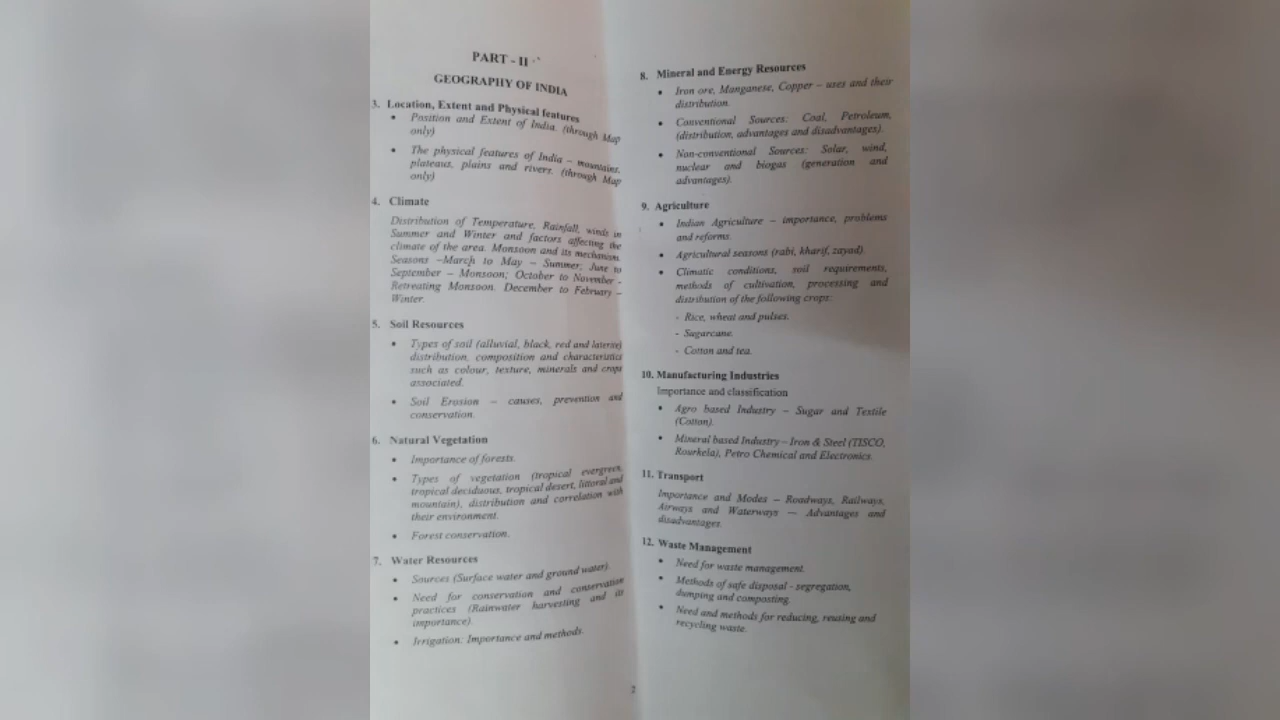 PART - II
GEOGRAPHY OF INDIA
3. Location, Extent and Physical features
• Position and Extent of India. (through Map
only)
• The physical features of India – mountains,
plateaus, plains and rivers. (through Map
only)
4. Climate
Distribution of Temperature, Rainfall, winds in
Summer and Winter and factors affecting the
climate of the area. Monsoon and its mechanism.
Seasons –March to May – Summer; June to
September – Monsoon; October to November -
Retreating Monsoon. December to February –
Winter.
5. Soil Resources
• Types of soil (alluvial, black, red and laterite)
distribution, composition and characteristics
such as colour, texture, minerals and crops
associated.
• Soil Erosion – causes, prevention and
conservation.
6. Natural Vegetation
• Importance of forests.
• Types of vegetation (tropical evergreen,
tropical deciduous, tropical desert, littoral and
mountain), distribution and correlation with
their environment.
• Forest conservation.
7. Water Resources
• Sources (Surface water and ground water).
• Need for conservation and conservation
practices (Rainwater harvesting and its
importance).
• Irrigation: Importance and methods.
8. Mineral and Energy Resources
• Iron ore, Manganese, Copper – uses and their
distribution.
• Conventional Sources: Coal, Petroleum,
(distribution, advantages and disadvantages).
• Non-conventional Sources: Solar, wind,
nuclear and biogas (generation and
advantages).
9. Agriculture
• Indian Agriculture – importance, problems
and reforms.
• Agricultural seasons (rabi, kharif, zayad).
• Climatic conditions, soil requirements,
methods of cultivation, processing and
distribution of the following crops:
- Rice, wheat and pulses.
- Sugarcane.
- Cotton and tea.
10. Manufacturing Industries
Importance and classification
• Agro based Industry – Sugar and Textile
(Cotton).
• Mineral based Industry – Iron & Steel (TISCO,
Rourkela), Petro Chemical and Electronics.
11. Transport
Importance and Modes – Roadways, Railways,
Airways and Waterways — Advantages and
disadvantages.
12. Waste Management
• Need for waste management.
• Methods of safe disposal - segregation,
dumping and composting.
• Need and methods for reducing, reusing and
recycling waste.
2